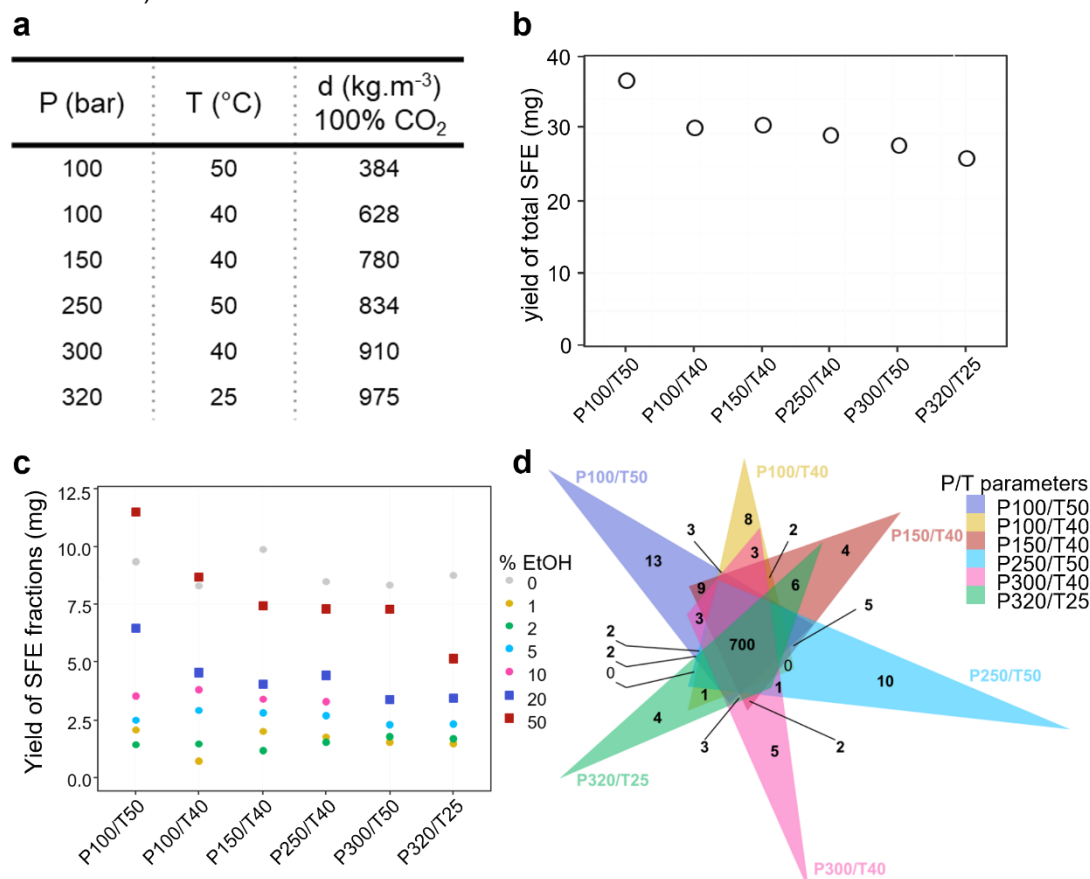 a
P (bar) T (°C) d (kg.m-3) 100% CO2
100 50 384
100 40 628
150 40 780
250 50 834
300 40 910
320 25 975
b
yield of total SFE (mg)
40
30
20
10
0
P100/T50 P100/T40 P150/T40 P250/T40 P300/T50 P320/T25
c
Yield of SFE fractions (mg)
12.5
10.0
7.5
5.0
2.5
0.0
P100/T50 P100/T40 P150/T40 P250/T40 P300/T50 P320/T25
% EtOH
0
1
2
5
10
20
50
d
P100/T50
P100/T40
P150/T40
P250/T50
P300/T40
P320/T25
P/T parameters
P100/T50
P100/T40
P150/T40
P250/T50
P300/T40
P320/T25
8
3
2
3
4
13
9
6
5
3
2
2
0
700
0
10
1
1
4
3
5
2